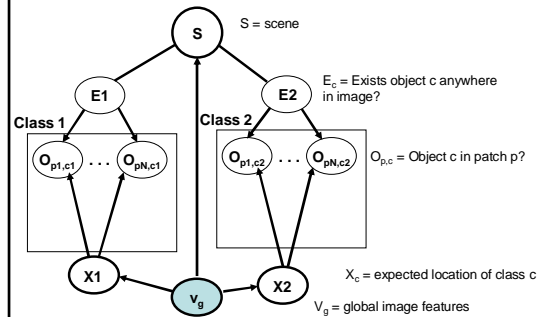 S
S = scene
E1
E2
E_c = Exists object c anywhere
in image?
Class 1
Class 2
O_p1,c1 . . . O_pN,c1
O_p1,c2 . . . O_pN,c2
O_p,c = Object c in patch p?
X1
X2
X_c = expected location of class c
v_g
V_g = global image features